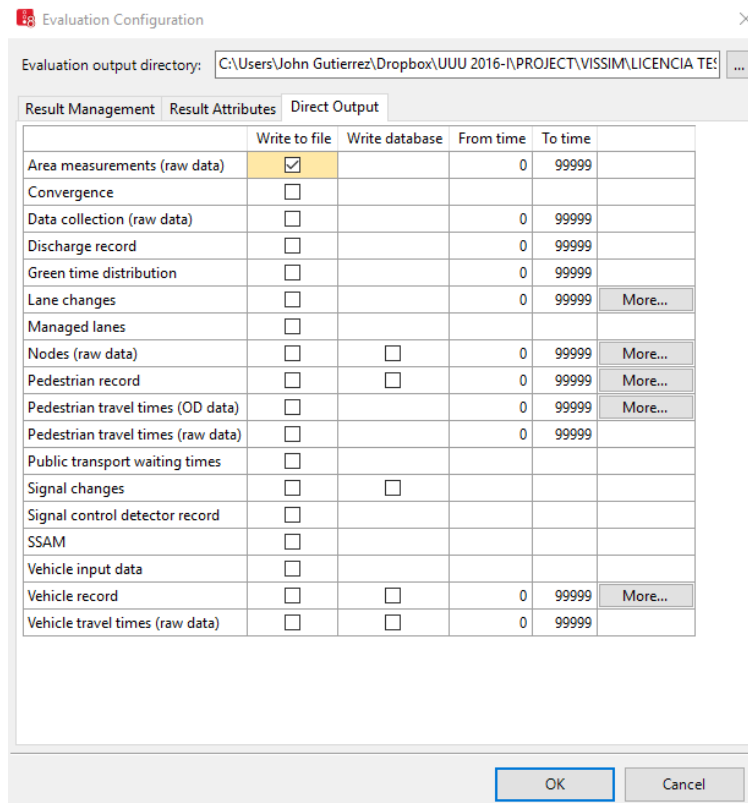 Evaluation Configuration
Evaluation output directory: C:\Users\John Gutierrez\Dropbox\UUU 2016-I\PROJECT\VISSIM\LICENCIA TES ...
Result Management Result Attributes Direct Output
Write to file Write database From time To time
Area measurements (raw data) 0 99999
Convergence
Data collection (raw data) 0 99999
Discharge record 0 99999
Green time distribution 0 99999
Lane changes 0 99999 More...
Managed lanes
Nodes (raw data) 0 99999 More...
Pedestrian record 0 99999 More...
Pedestrian travel times (OD data) 0 99999 More...
Pedestrian travel times (raw data) 0 99999
Public transport waiting times
Signal changes
Signal control detector record
SSAM
Vehicle input data
Vehicle record 0 99999 More...
Vehicle travel times (raw data) 0 99999
OK Cancel